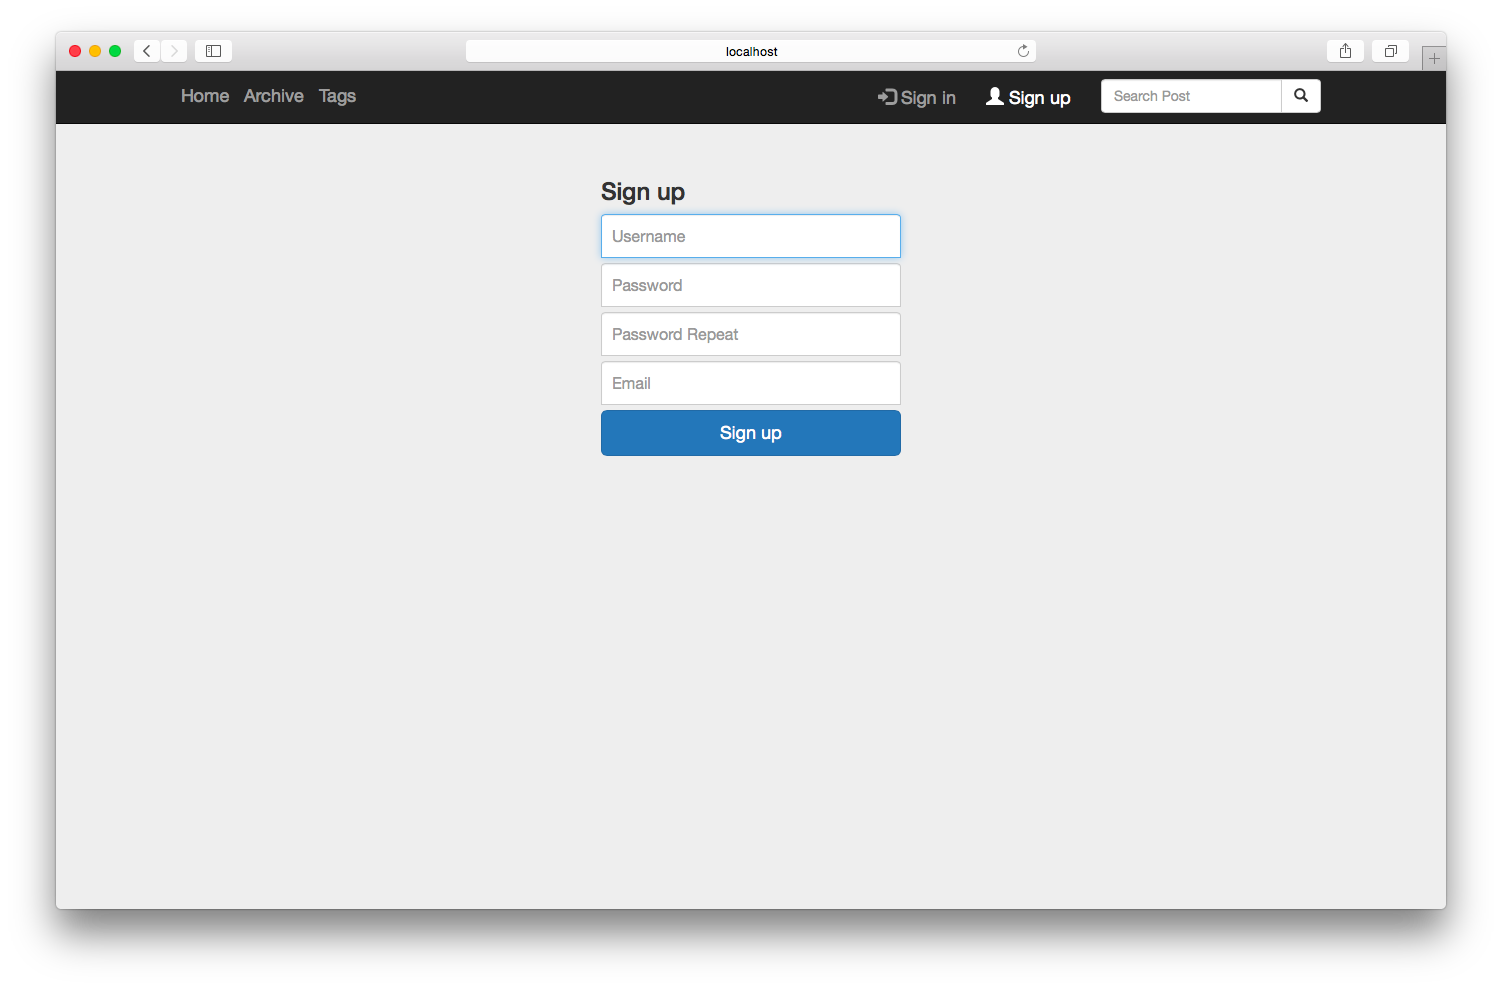 localhost
Home Archive Tags Sign in Sign up Search Post
Sign up
Username
Password
Password Repeat
Email
Sign up